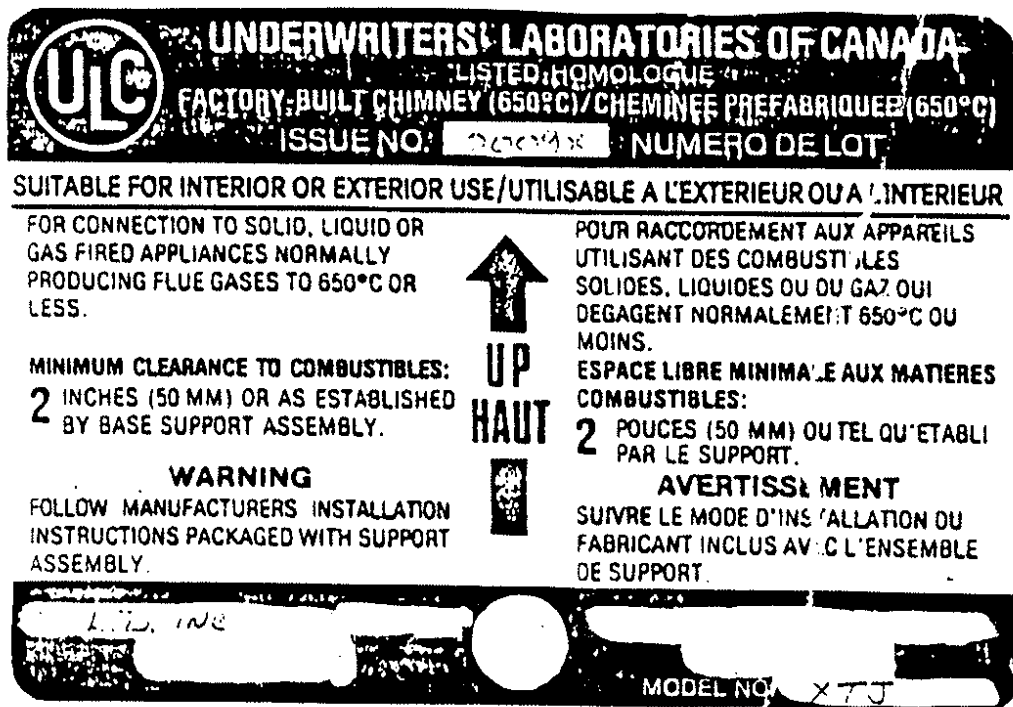 ULC
UNDERWRITERS' LABORATORIES OF CANADA
LISTED HOMOLOGUE
FACTORY-BUILT CHIMNEY (650°C)/CHEMINÉE PREFABRIQUEE (650°C)
ISSUE NO. NUMERO DE LOT
SUITABLE FOR INTERIOR OR EXTERIOR USE/UTILISABLE A L'EXTERIEUR OU A L'INTERIEUR
FOR CONNECTION TO SOLID, LIQUID OR
GAS FIRED APPLIANCES NORMALLY
PRODUCING FLUE GASES TO 650°C OR
LESS.
MINIMUM CLEARANCE TO COMBUSTIBLES:
2 INCHES (50 MM) OR AS ESTABLISHED
BY BASE SUPPORT ASSEMBLY.
WARNING
FOLLOW MANUFACTURERS INSTALLATION
INSTRUCTIONS PACKAGED WITH SUPPORT
ASSEMBLY.
UP
HAUT
POUR RACCORDEMENT AUX APPAREILS
UTILISANT DES COMBUSTIBLES
SOLIDES, LIQUIDES OU DU GAZ QUI
DEGAGENT NORMALEMENT 650°C OU
MOINS.
ESPACE LIBRE MINIMALE AUX MATIERES
COMBUSTIBLES:
2 POUCES (50 MM) OU TEL QU'ETABLI
PAR LE SUPPORT.
AVERTISSEMENT
SUIVRE LE MODE D'INSTALLATION DU
FABRICANT INCLUS AVEC L'ENSEMBLE
DE SUPPORT.
INC
MODEL NO. XTJ